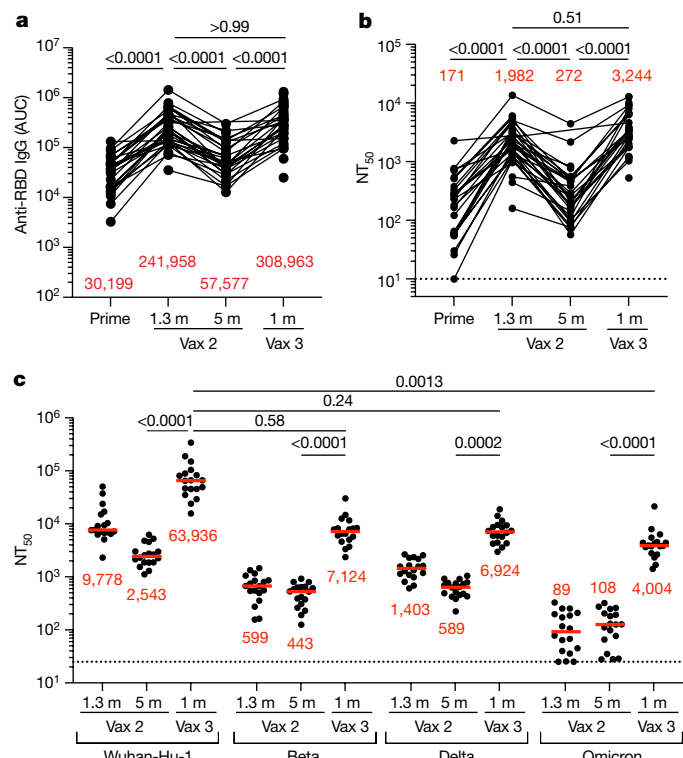 a
>0.99
<0.0001 <0.0001 <0.0001
10⁷
10⁶
10⁵
10⁴
10³
10²
Anti-RBD IgG (AUC)
30,199
241,958
57,577
308,963
Prime 1.3 m 5 m 1 m
Vax 2 Vax 3
b
0.51
<0.0001 <0.0001 <0.0001
171 1,982 272 3,244
10⁵
10⁴
10³
10²
10¹
NT₅₀
Prime 1.3 m 5 m 1 m
Vax 2 Vax 3
c
0.0013
0.24
<0.0001 0.58
<0.0001 0.0002 <0.0001
10⁶
10⁵
10⁴
10³
10²
10¹
NT₅₀
9,778
2,543
63,936
599
443
7,124
1,403
589
6,924
89
108
4,004
1.3 m 5 m 1 m 1.3 m 5 m 1 m 1.3 m 5 m 1 m 1.3 m 5 m 1 m
Vax 2 Vax 3 Vax 2 Vax 3 Vax 2 Vax 3 Vax 2 Vax 3
Wuhan-Hu-1 Beta Delta Omicron